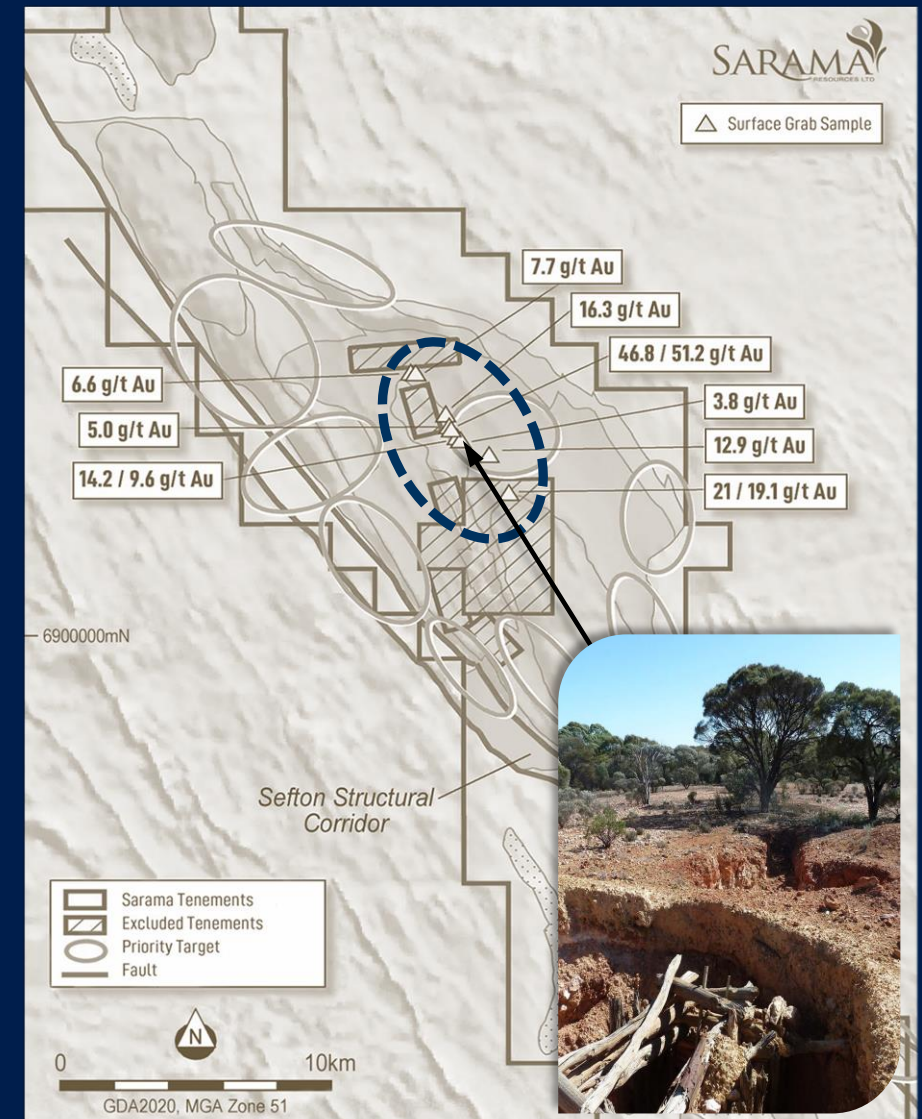 SARAMA
RESOURCES LTD
Surface Grab Sample
7.7 g/t Au
16.3 g/t Au
46.8 / 51.2 g/t Au
6.6 g/t Au
3.8 g/t Au
5.0 g/t Au
12.9 g/t Au
14.2 / 9.6 g/t Au
21 / 19.1 g/t Au
6900000mN
Sefton Structural
Corridor
Sarama Tenements
Excluded Tenements
Priority Target
Fault
N
0 10km
GDA2020, MGA Zone 51